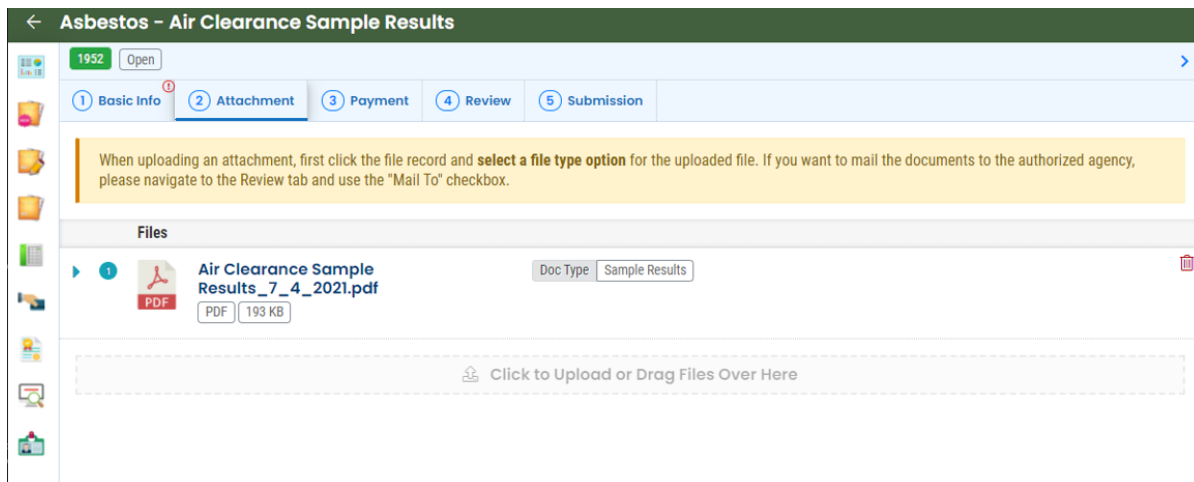 Asbestos - Air Clearance Sample Results
1952 Open
1 Basic Info 2 Attachment 3 Payment 4 Review 5 Submission
When uploading an attachment, first click the file record and select a file type option for the uploaded file. If you want to mail the documents to the authorized agency,
please navigate to the Review tab and use the "Mail To" checkbox.
Files
1 Air Clearance Sample Doc Type Sample Results
Results_7_4_2021.pdf
PDF
PDF 193 KB
Click to Upload or Drag Files Over Here